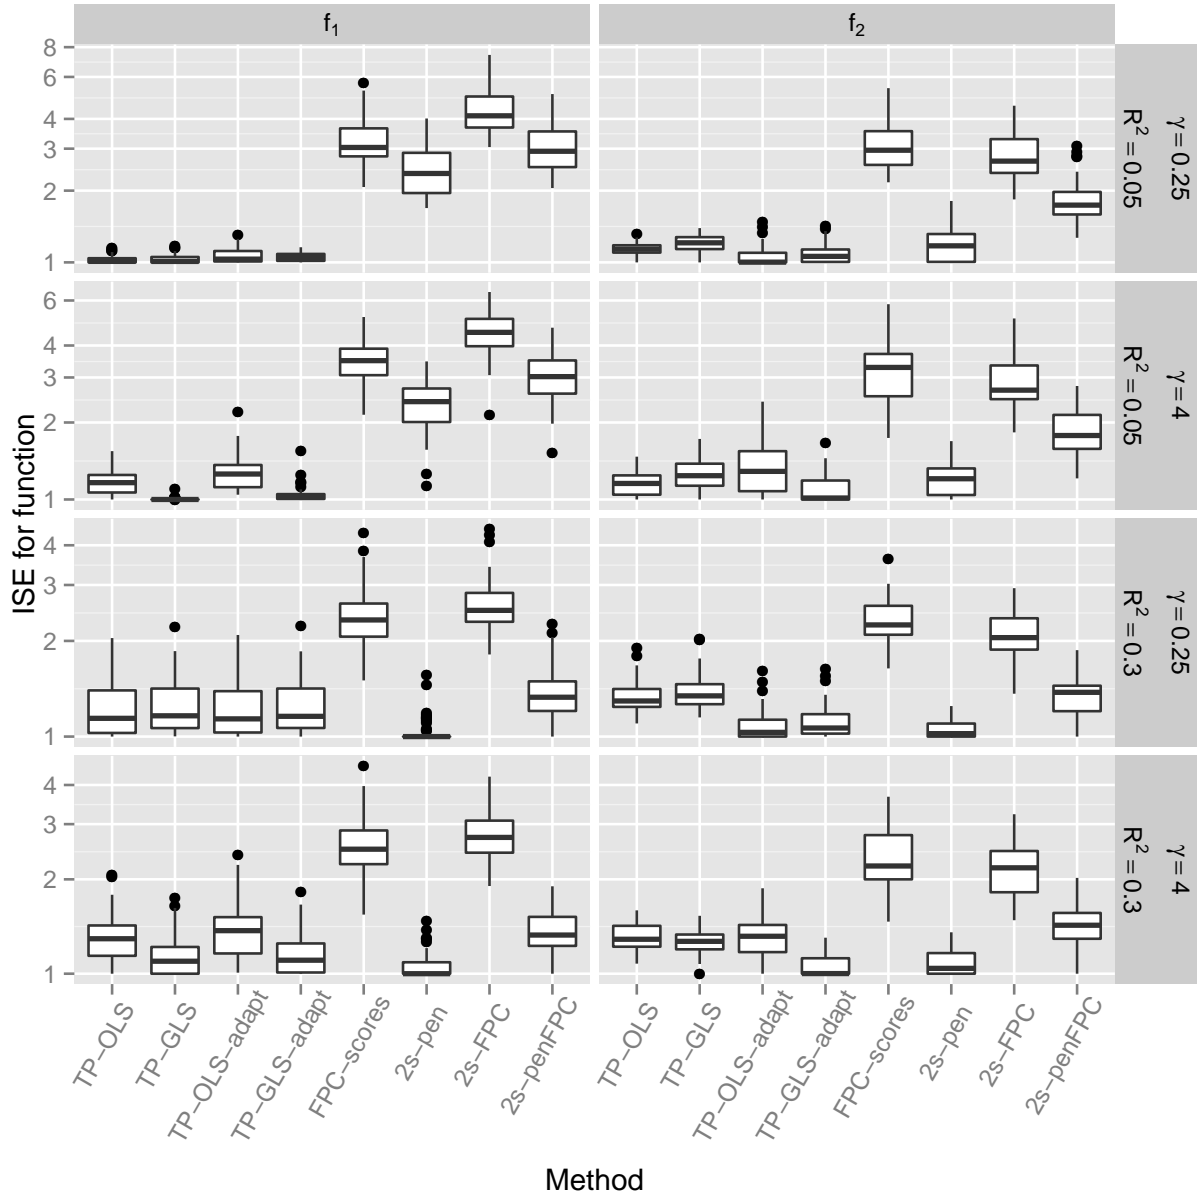 f₁ f₂
8
6
4
3
2
1
γ = 0.25
R² = 0.05
6
4
3
2
1
γ = 4
R² = 0.05
4
3
2
1
γ = 0.25
R² = 0.3
4
3
2
1
γ = 4
R² = 0.3
ISE for function
TP−OLS TP−GLS TP−OLS−adapt TP−GLS−adapt FPC−scores 2s−pen 2s−FPC 2s−penFPC
TP−OLS TP−GLS TP−OLS−adapt TP−GLS−adapt FPC−scores 2s−pen 2s−FPC 2s−penFPC
Method